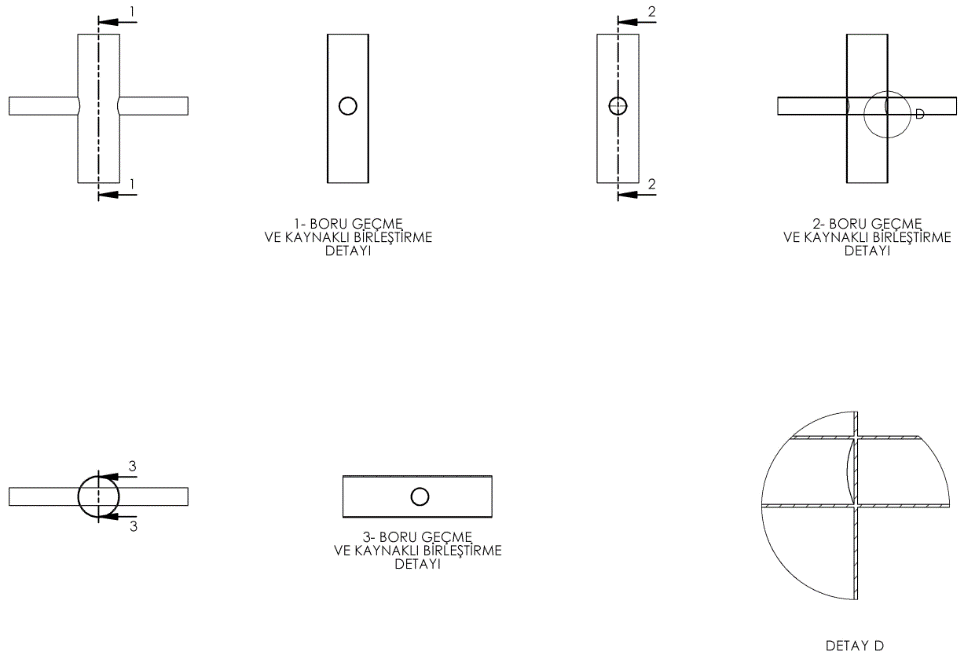 1
1
1- BORU GEÇME
VE KAYNAKLI BİRLEŞTİRME
DETAYI
2
2
D
2- BORU GEÇME
VE KAYNAKLI BİRLEŞTİRME
DETAYI
3
3
3- BORU GEÇME
VE KAYNAKLI BİRLEŞTİRME
DETAYI
DETAY D